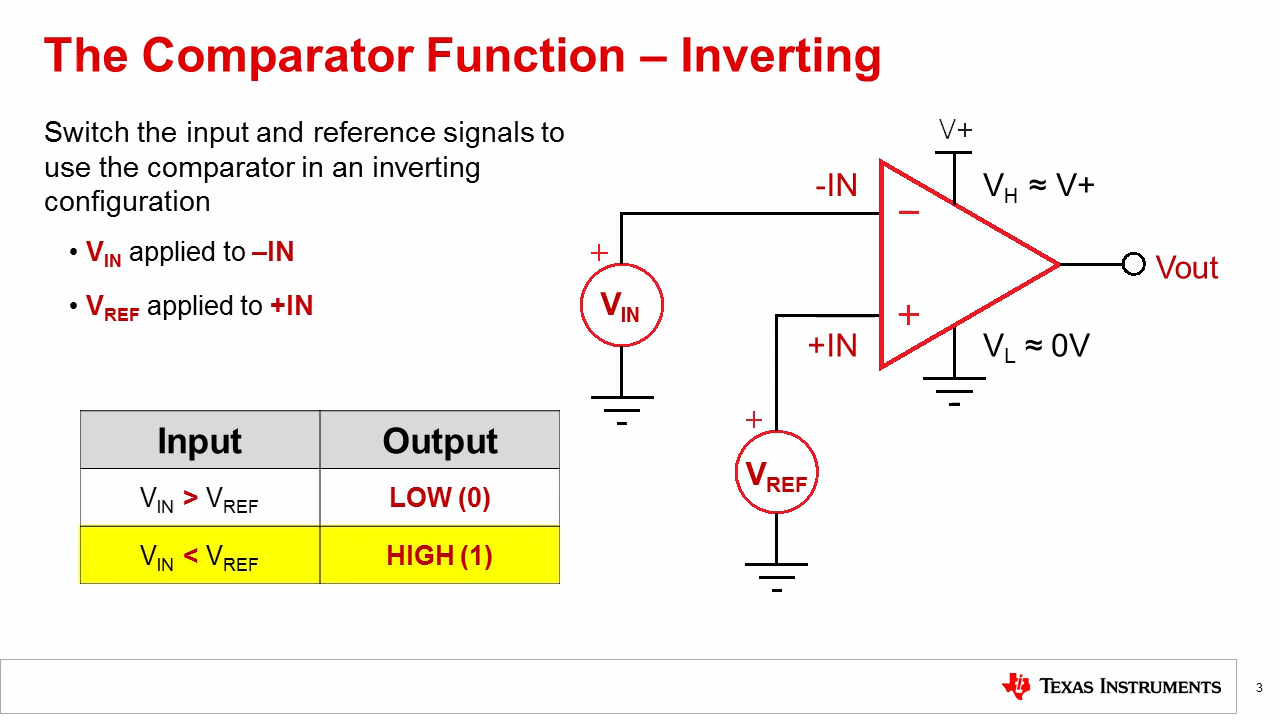 The Comparator Function – Inverting
Switch the input and reference signals to
use the comparator in an inverting
configuration
• VIN applied to –IN
• VREF applied to +IN
Input Output
VIN > VREF LOW (0)
VIN < VREF HIGH (1)
V+
-IN
VH ≈ V+
−
+
VIN
Vout
+
+IN
VL ≈ 0V
+
VREF
TEXAS INSTRUMENTS
3